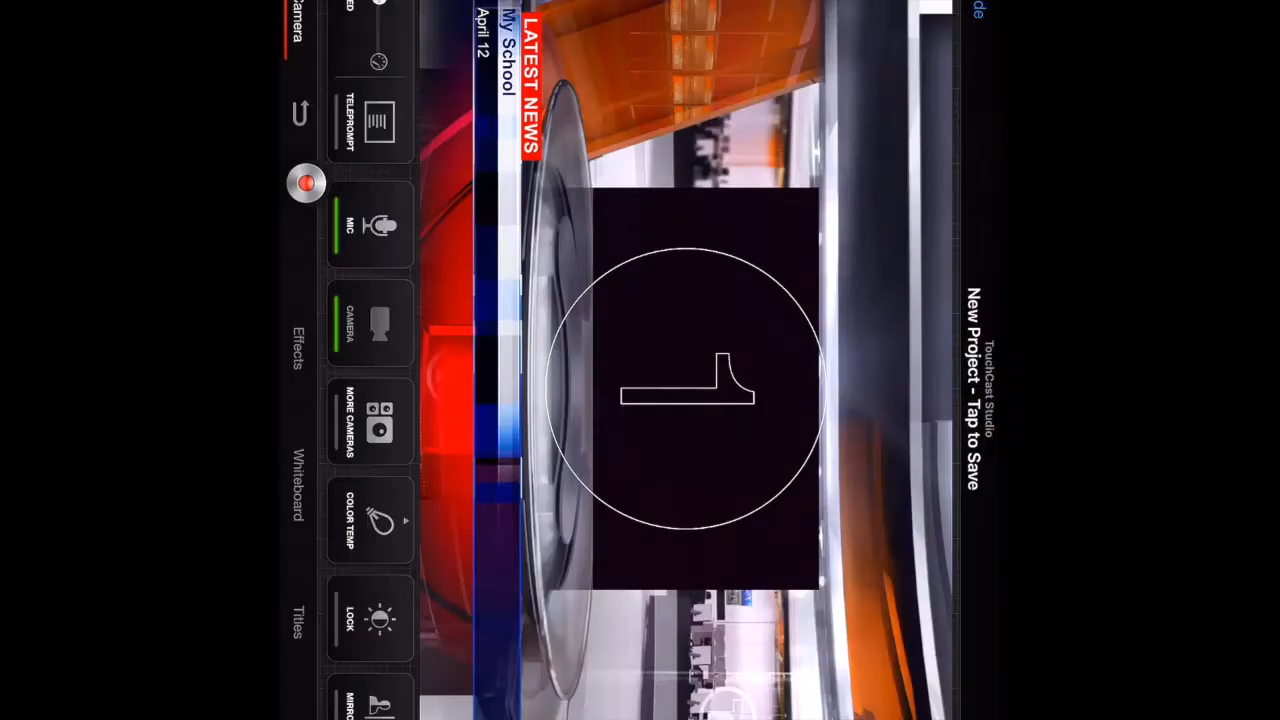 TouchCast Studio
New Project - Tap to Save
1
LATEST NEWS
My School
April 12
TELEPROMPT
MIC
CAMERA
MORE CAMERAS
COLOR TEMP
LOCK
Effects
Whiteboard
Titles